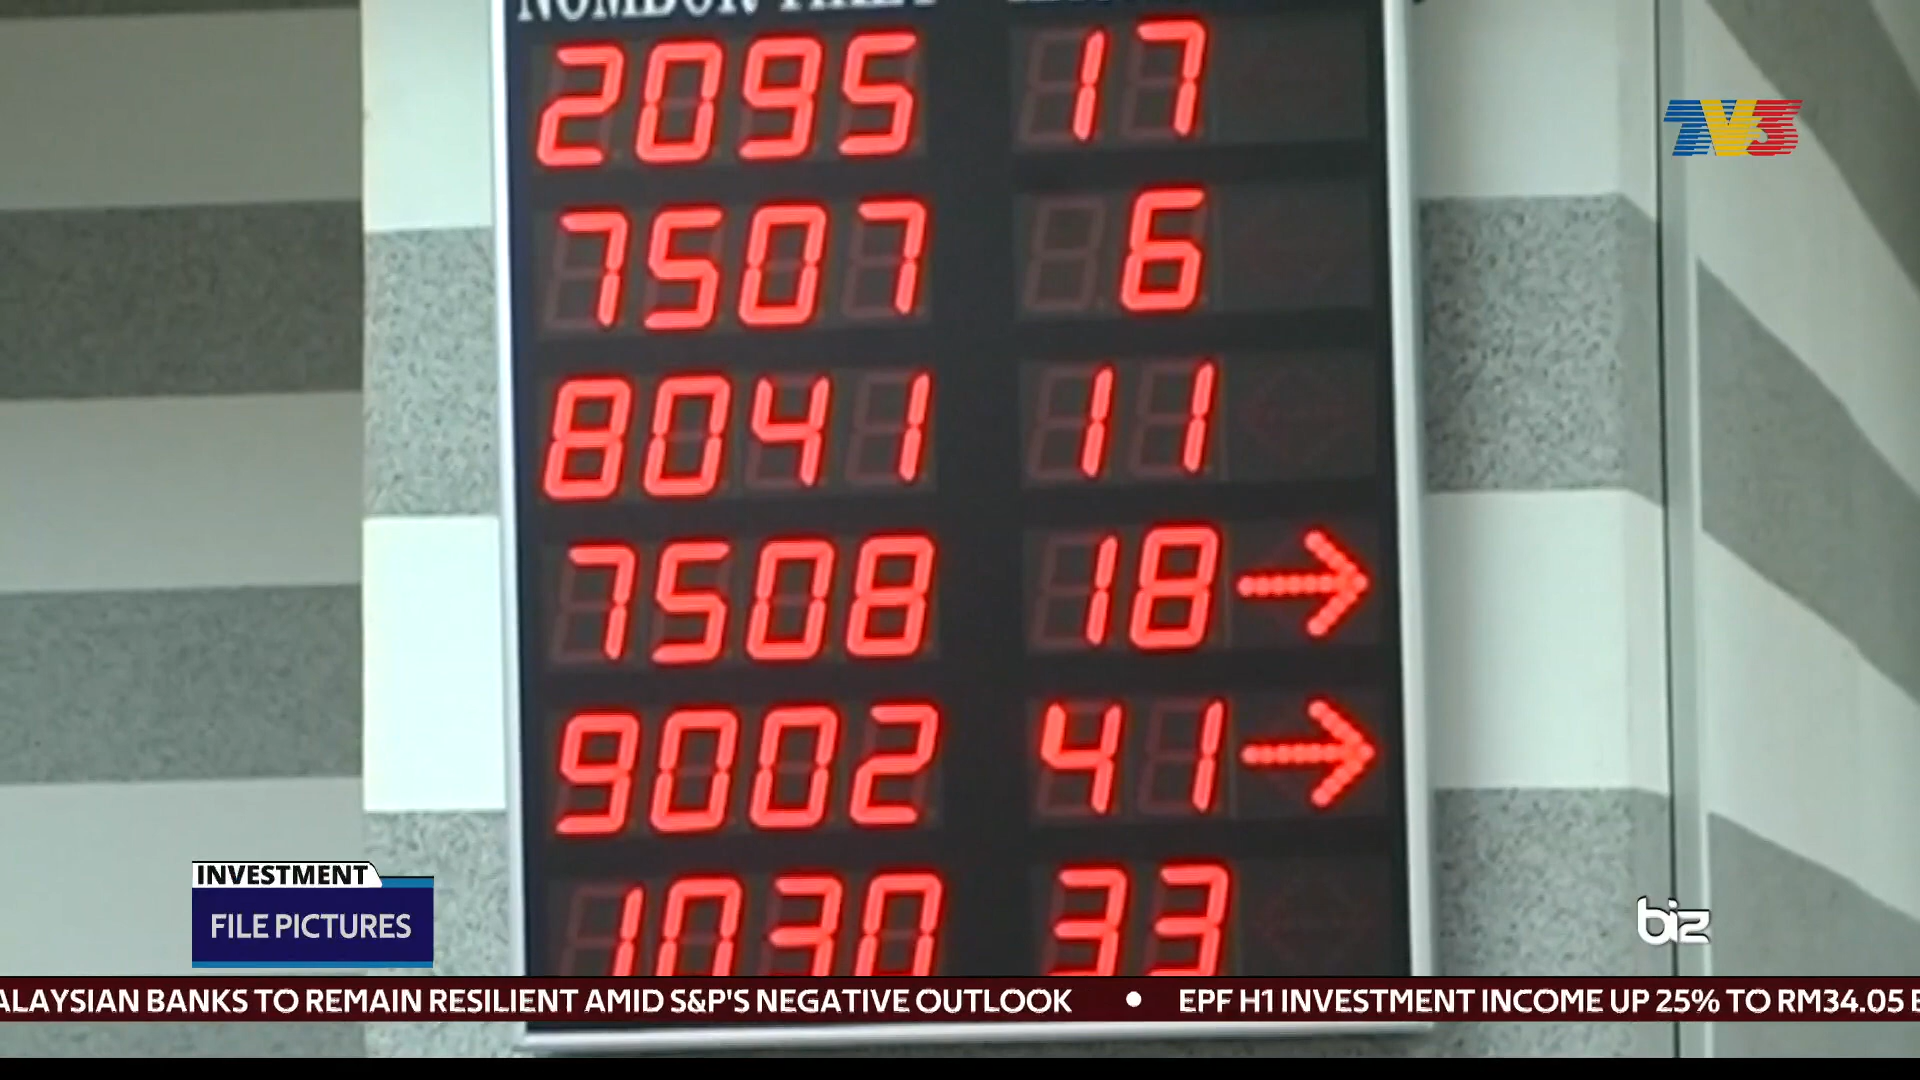 2095 17
TV3
7507 6
8041 11
7508 18 →
9002 41 →
1030 33
INVESTMENT
FILE PICTURES
biz
ALAYSIAN BANKS TO REMAIN RESILIENT AMID S&P'S NEGATIVE OUTLOOK • EPF H1 INVESTMENT INCOME UP 25% TO RM34.05